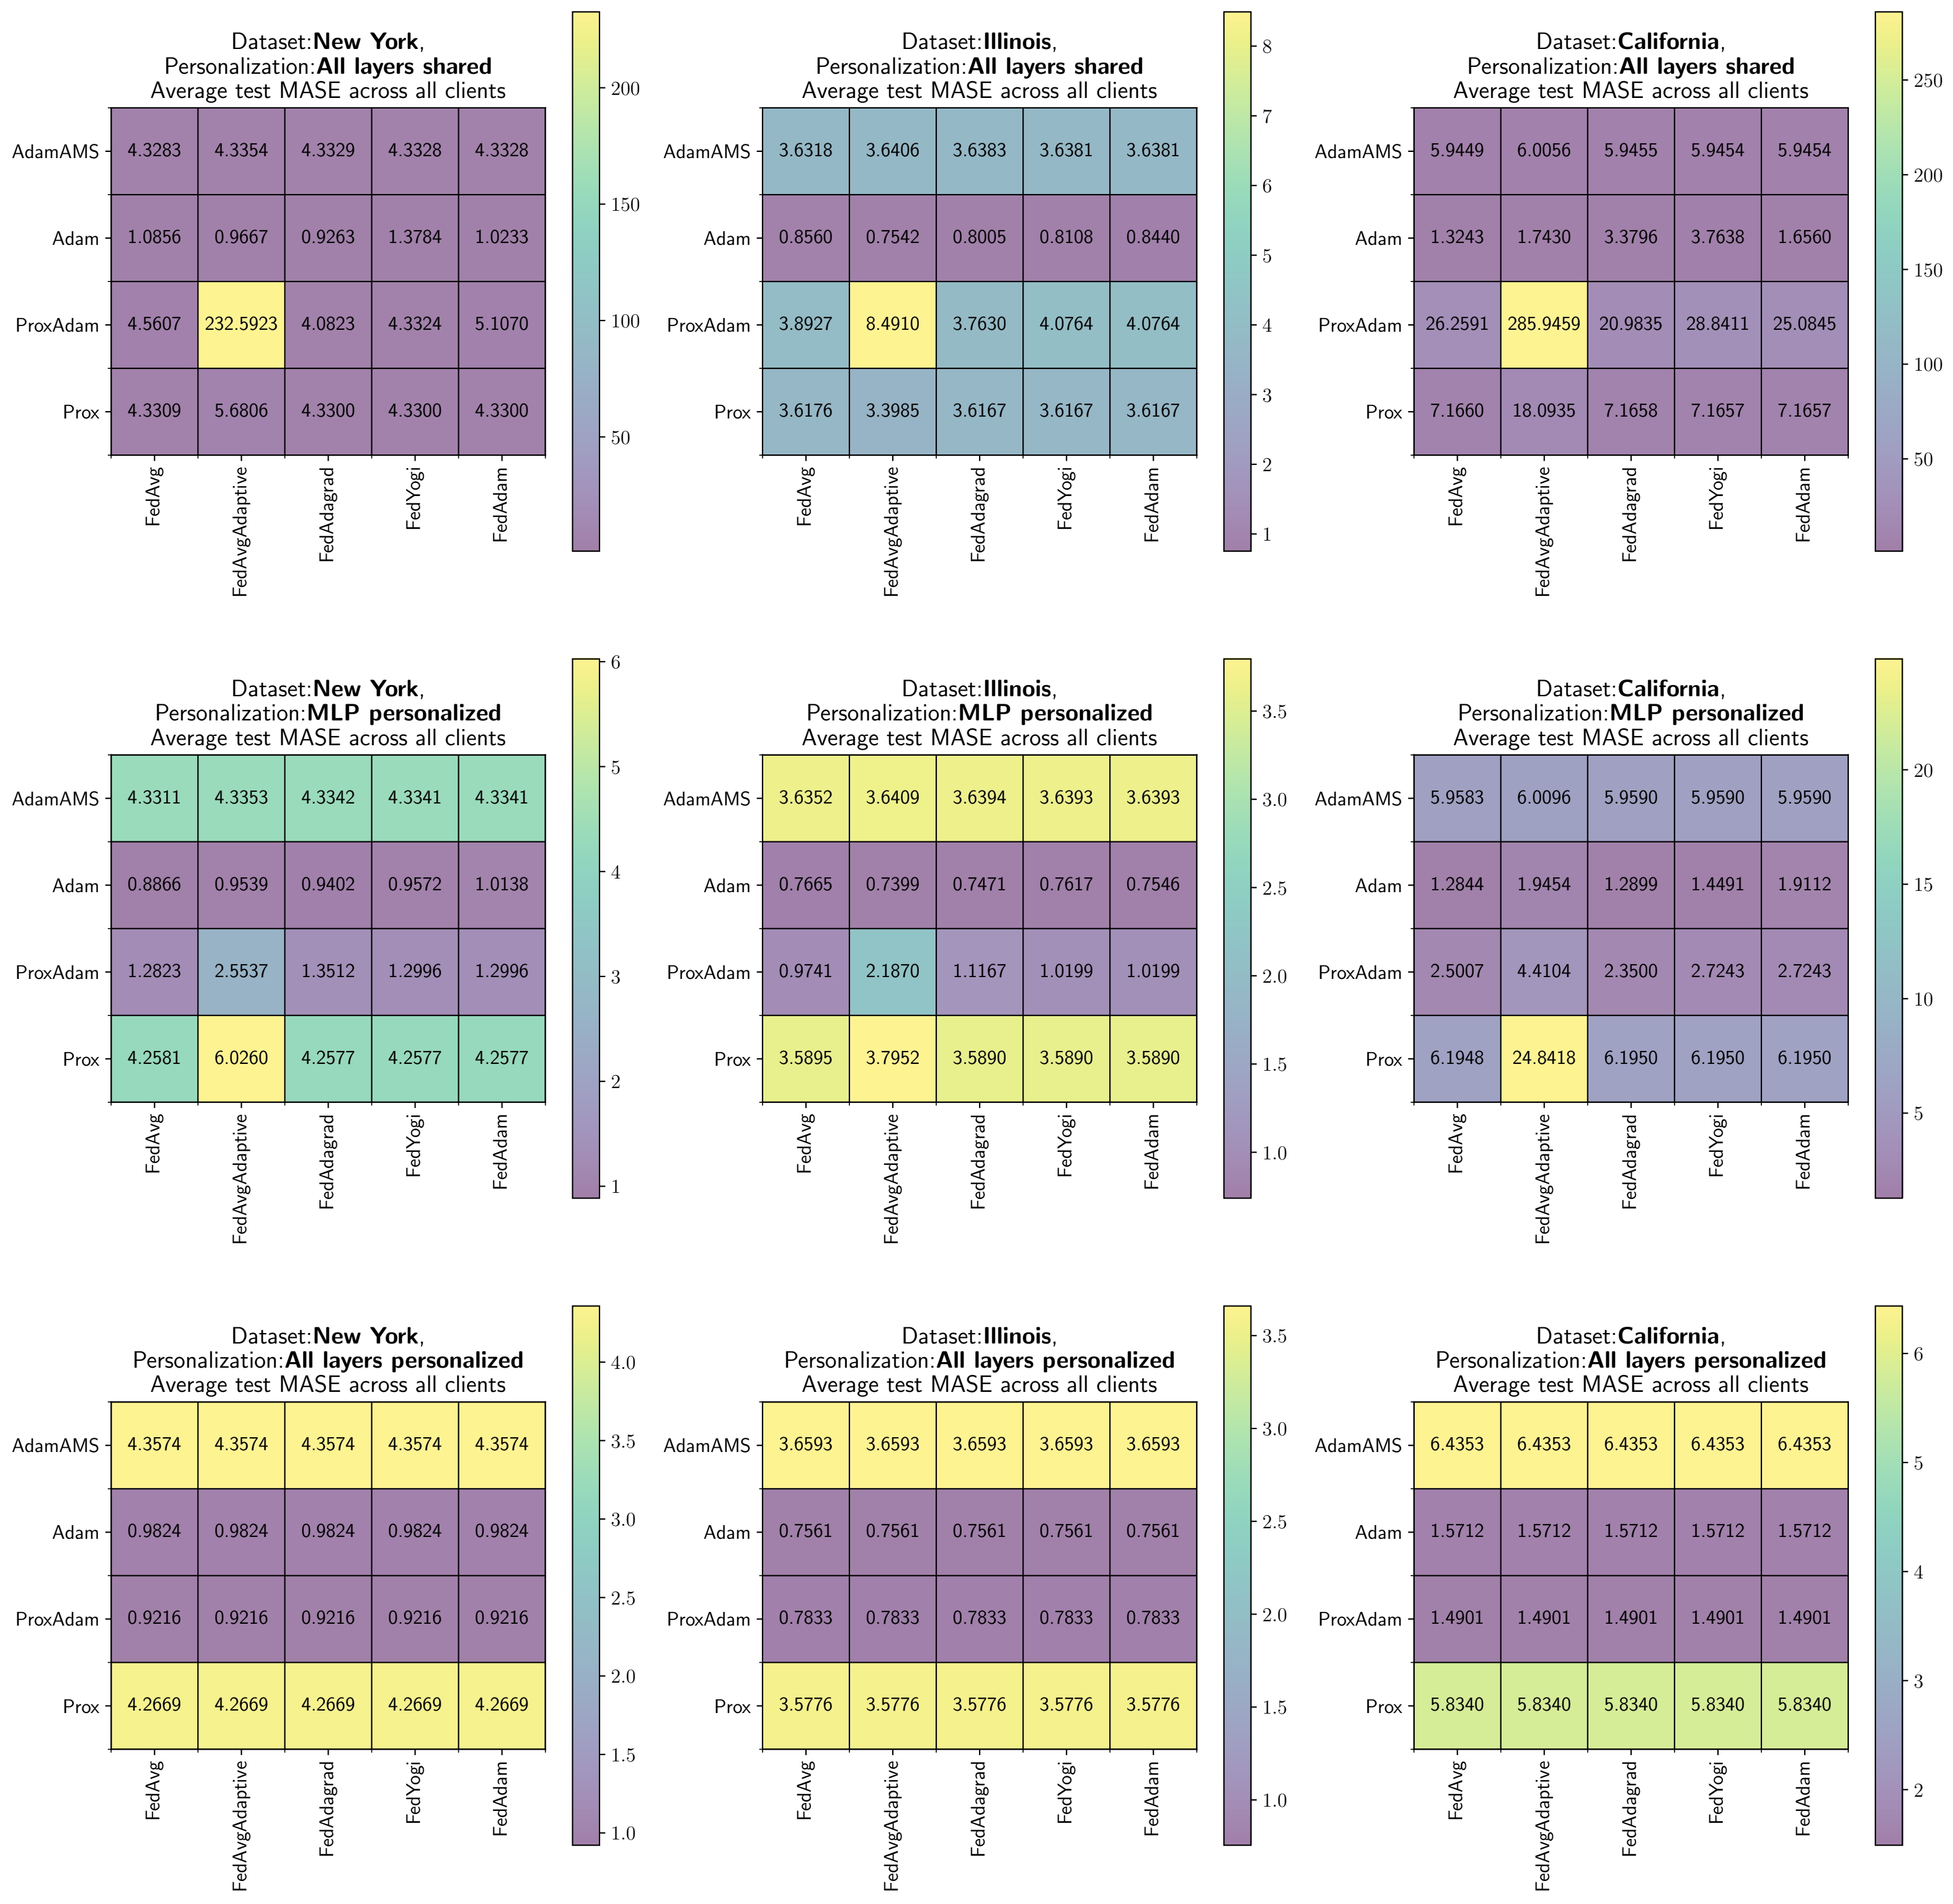 Dataset:New York,
Personalization:All layers shared
Average test MASE across all clients
AdamAMS 4.3283 4.3354 4.3329 4.3328 4.3328
Adam 1.0856 0.9667 0.9263 1.3784 1.0233
ProxAdam 4.5607 232.5923 4.0823 4.3324 5.1070
Prox 4.3309 5.6806 4.3300 4.3300 4.3300
FedAvg FedAvgAdaptive FedAdagrad FedYogi FedAdam
200
150
100
50
Dataset:Illinois,
Personalization:All layers shared
Average test MASE across all clients
AdamAMS 3.6318 3.6406 3.6383 3.6381 3.6381
Adam 0.8560 0.7542 0.8005 0.8108 0.8440
ProxAdam 3.8927 8.4910 3.7630 4.0764 4.0764
Prox 3.6176 3.3985 3.6167 3.6167 3.6167
FedAvg FedAvgAdaptive FedAdagrad FedYogi FedAdam
8
7
6
5
4
3
2
1
Dataset:California,
Personalization:All layers shared
Average test MASE across all clients
AdamAMS 5.9449 6.0056 5.9455 5.9454 5.9454
Adam 1.3243 1.7430 3.3796 3.7638 1.6560
ProxAdam 26.2591 285.9459 20.9835 28.8411 25.0845
Prox 7.1660 18.0935 7.1658 7.1657 7.1657
FedAvg FedAvgAdaptive FedAdagrad FedYogi FedAdam
250
200
150
100
50
Dataset:New York,
Personalization:MLP personalized
Average test MASE across all clients
AdamAMS 4.3311 4.3353 4.3342 4.3341 4.3341
Adam 0.8866 0.9539 0.9402 0.9572 1.0138
ProxAdam 1.2823 2.5537 1.3512 1.2996 1.2996
Prox 4.2581 6.0260 4.2577 4.2577 4.2577
FedAvg FedAvgAdaptive FedAdagrad FedYogi FedAdam
6
5
4
3
2
1
Dataset:Illinois,
Personalization:MLP personalized
Average test MASE across all clients
AdamAMS 3.6352 3.6409 3.6394 3.6393 3.6393
Adam 0.7665 0.7399 0.7471 0.7617 0.7546
ProxAdam 0.9741 2.1870 1.1167 1.0199 1.0199
Prox 3.5895 3.7952 3.5890 3.5890 3.5890
FedAvg FedAvgAdaptive FedAdagrad FedYogi FedAdam
3.5
3.0
2.5
2.0
1.5
1.0
Dataset:California,
Personalization:MLP personalized
Average test MASE across all clients
AdamAMS 5.9583 6.0096 5.9590 5.9590 5.9590
Adam 1.2844 1.9454 1.2899 1.4491 1.9112
ProxAdam 2.5007 4.4104 2.3500 2.7243 2.7243
Prox 6.1948 24.8418 6.1950 6.1950 6.1950
FedAvg FedAvgAdaptive FedAdagrad FedYogi FedAdam
20
15
10
5
Dataset:New York,
Personalization:All layers personalized
Average test MASE across all clients
AdamAMS 4.3574 4.3574 4.3574 4.3574 4.3574
Adam 0.9824 0.9824 0.9824 0.9824 0.9824
ProxAdam 0.9216 0.9216 0.9216 0.9216 0.9216
Prox 4.2669 4.2669 4.2669 4.2669 4.2669
FedAvg FedAvgAdaptive FedAdagrad FedYogi FedAdam
4.0
3.5
3.0
2.5
2.0
1.5
1.0
Dataset:Illinois,
Personalization:All layers personalized
Average test MASE across all clients
AdamAMS 3.6593 3.6593 3.6593 3.6593 3.6593
Adam 0.7561 0.7561 0.7561 0.7561 0.7561
ProxAdam 0.7833 0.7833 0.7833 0.7833 0.7833
Prox 3.5776 3.5776 3.5776 3.5776 3.5776
FedAvg FedAvgAdaptive FedAdagrad FedYogi FedAdam
3.5
3.0
2.5
2.0
1.5
1.0
Dataset:California,
Personalization:All layers personalized
Average test MASE across all clients
AdamAMS 6.4353 6.4353 6.4353 6.4353 6.4353
Adam 1.5712 1.5712 1.5712 1.5712 1.5712
ProxAdam 1.4901 1.4901 1.4901 1.4901 1.4901
Prox 5.8340 5.8340 5.8340 5.8340 5.8340
FedAvg FedAvgAdaptive FedAdagrad FedYogi FedAdam
6
5
4
3
2